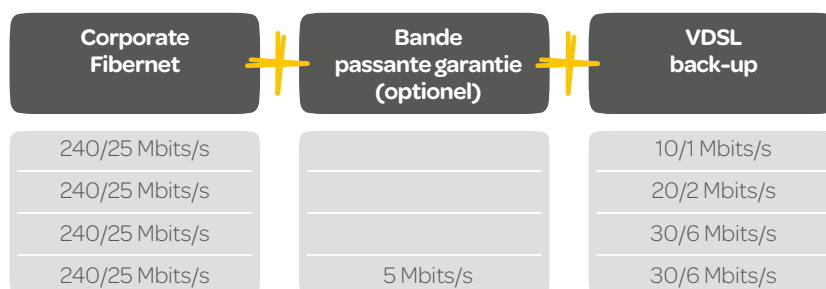 Corporate
Fibernet
Bande
passante garantie
(optionel)
VDSL
back-up
240/25 Mbits/s
10/1 Mbits/s
240/25 Mbits/s
20/2 Mbits/s
240/25 Mbits/s
30/6 Mbits/s
240/25 Mbits/s
5 Mbits/s
30/6 Mbits/s